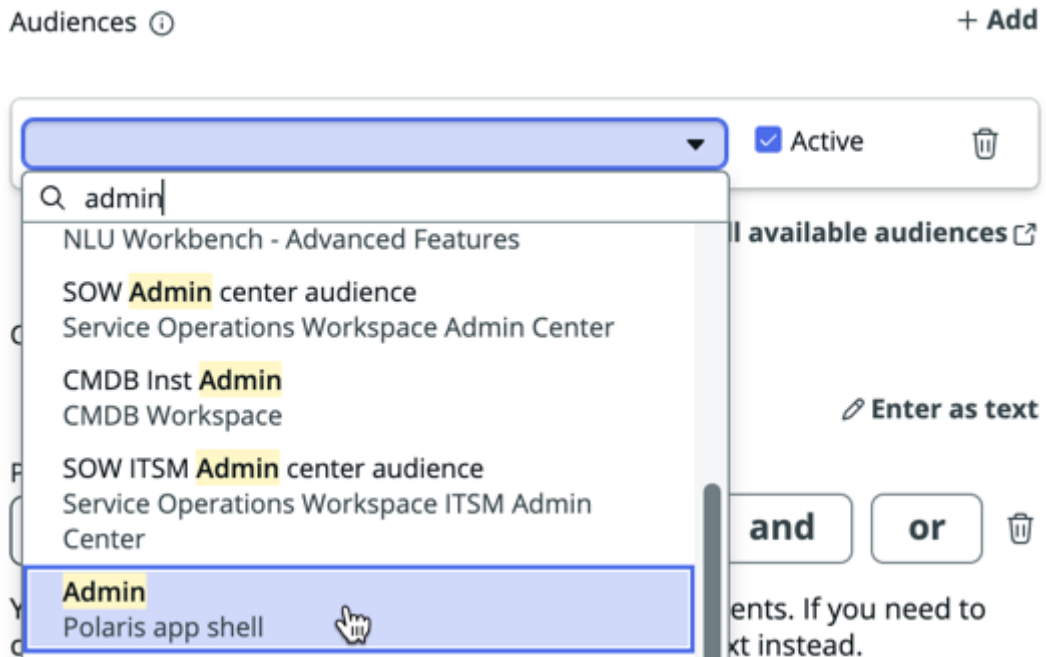 Audiences
+ Add
Active
admin
NLU Workbench - Advanced Features
ll available audiences
SOW Admin center audience
Service Operations Workspace Admin Center
CMDB Inst Admin
CMDB Workspace
Enter as text
SOW ITSM Admin center audience
Service Operations Workspace ITSM Admin
Center
and
or
Admin
Polaris app shell
ents. If you need to
xt instead.